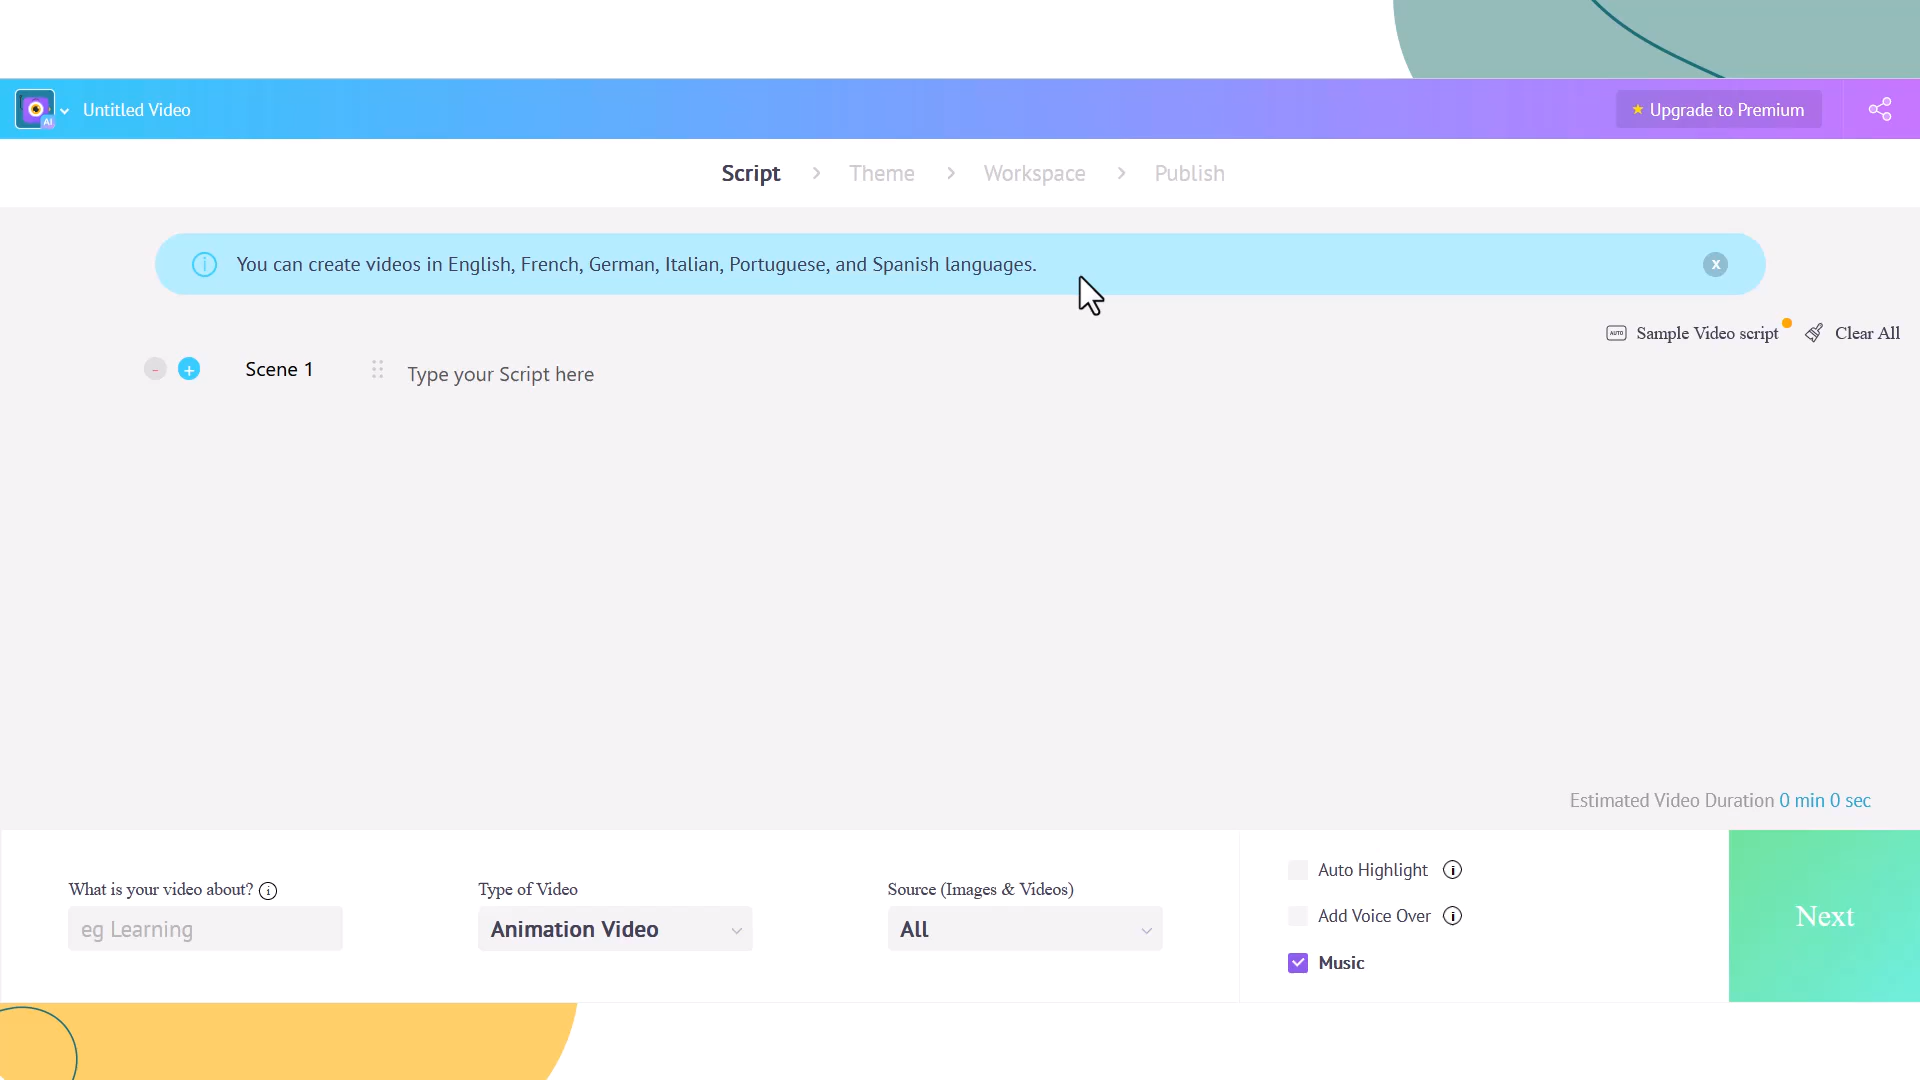 AI
Untitled Video
★ Upgrade to Premium
Script > Theme > Workspace > Publish
You can create videos in English, French, German, Italian, Portuguese, and Spanish languages.
x
AUTO Sample Video script
Clear All
- + Scene 1
Type your Script here
Estimated Video Duration 0 min 0 sec
What is your video about? i
eg Learning
Type of Video
Animation Video
Source (Images & Videos)
All
Auto Highlight i
Add Voice Over i
Music
Next